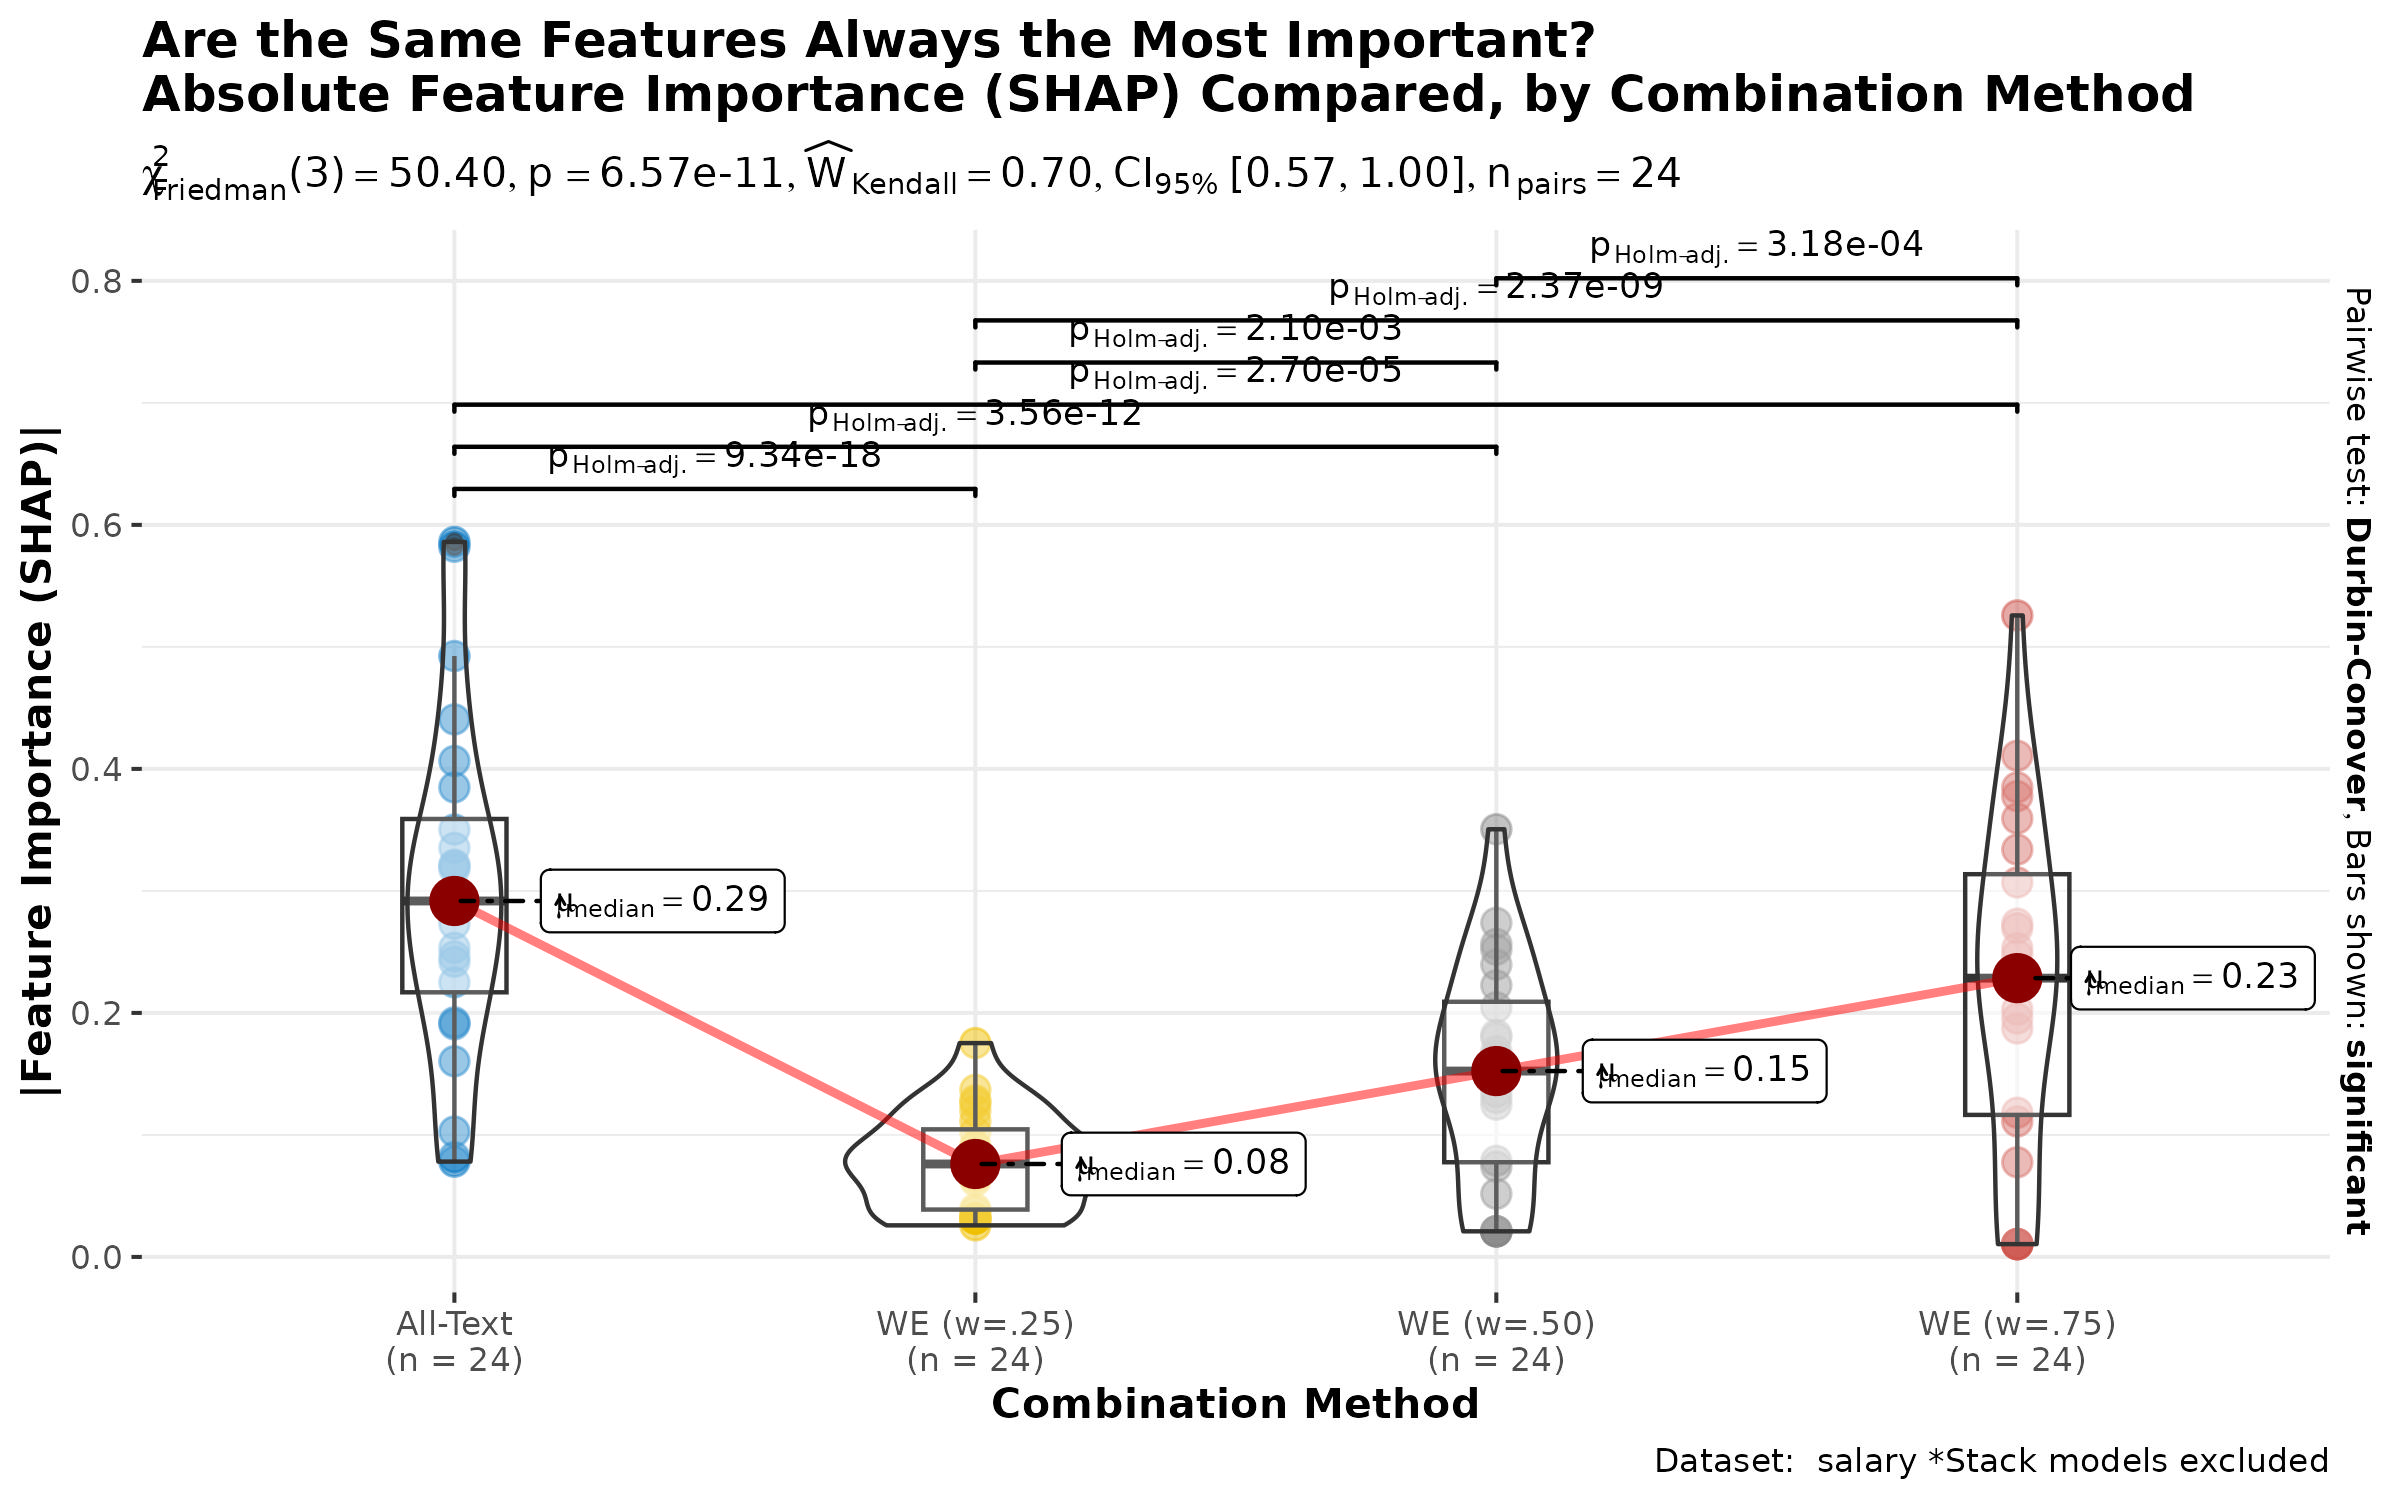 Are the Same Features Always the Most Important?
Absolute Feature Importance (SHAP) Compared, by Combination Method
χ²Friedman(3) = 50.40, p = 6.57e-11, ŴKendall = 0.70, CI95% [0.57, 1.00], npairs = 24
pHolm-adj. = 3.18e-04
pHolm-adj. = 2.37e-09
pHolm-adj. = 2.10e-03
pHolm-adj. = 2.70e-05
pHolm-adj. = 3.56e-12
pHolm-adj. = 9.34e-18
|Feature Importance (SHAP)|
0.8
0.6
0.4
0.2
0.0
μ̂median = 0.29
μ̂median = 0.08
μ̂median = 0.15
μ̂median = 0.23
Pairwise test: Durbin-Conover, Bars shown: significant
All-Text
(n = 24)
WE (w=.25)
(n = 24)
WE (w=.50)
(n = 24)
WE (w=.75)
(n = 24)
Combination Method
Dataset:  salary *Stack models excluded